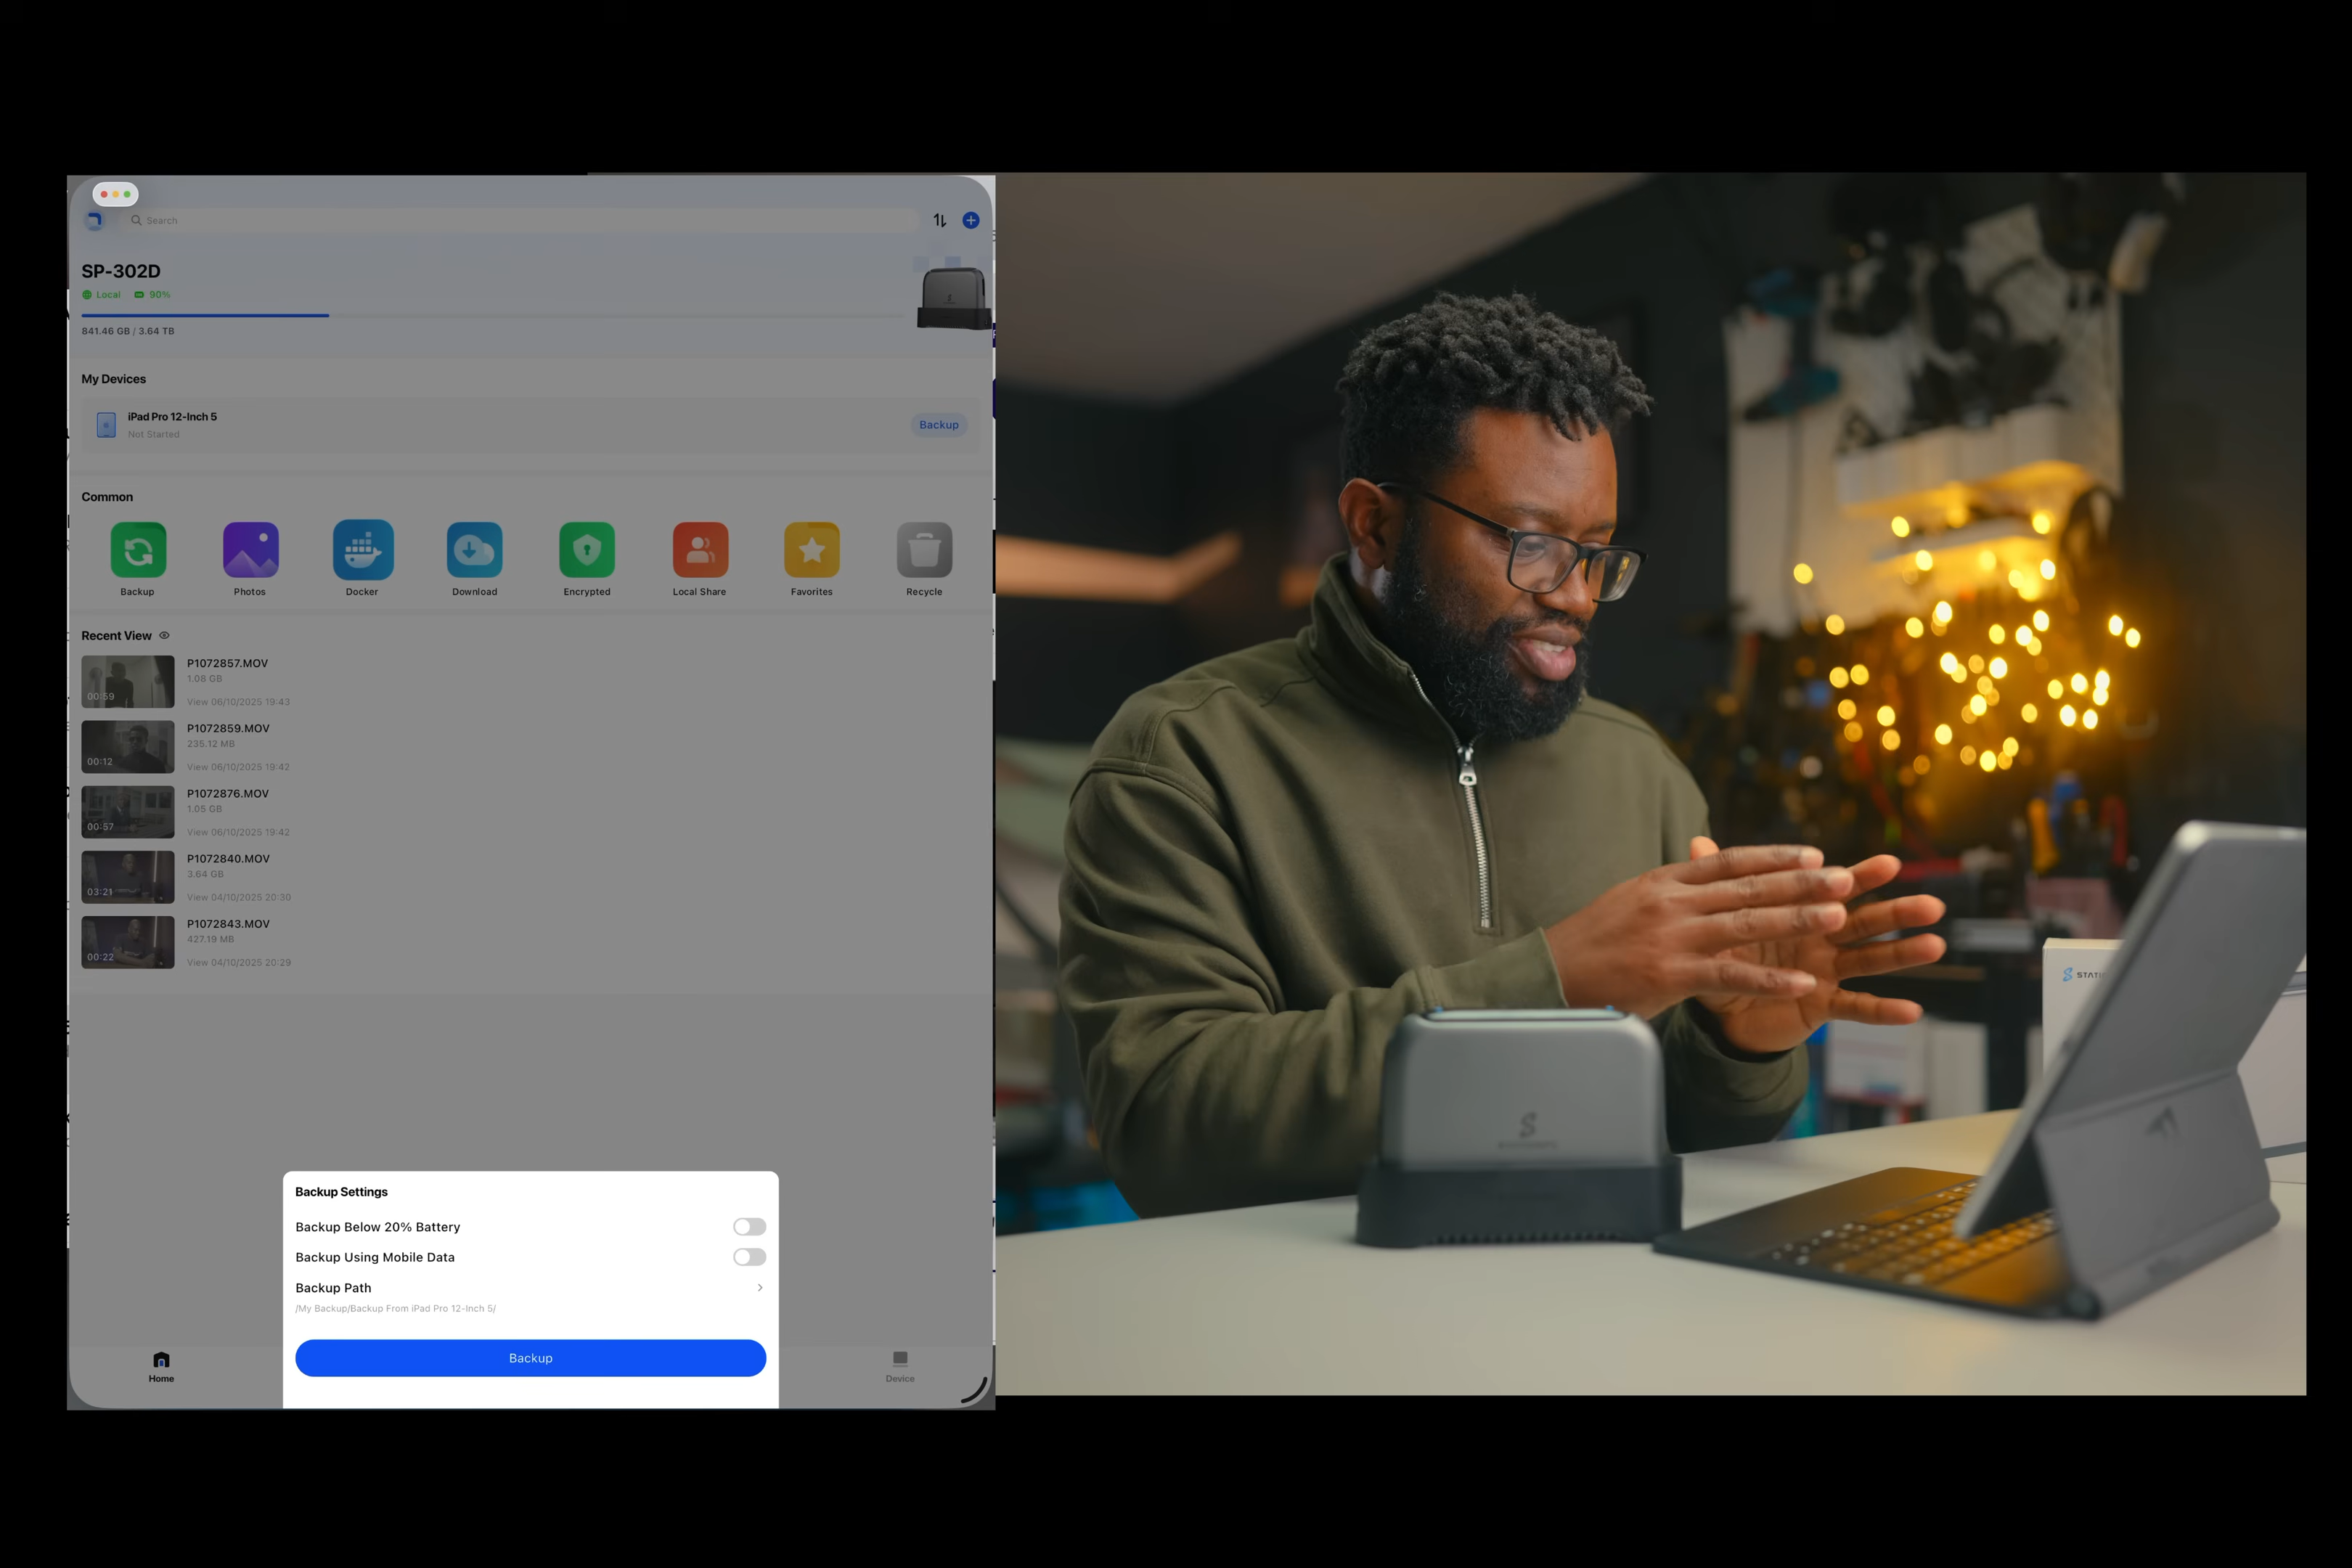 Search
SP-302D
Local 90%
841.46 GB / 3.64 TB
My Devices
iPad Pro 12-Inch 5
Not Started
Backup
Common
Backup Photos Docker Download Encrypted Local Share Favorites Recycle
Recent View
P1072857.MOV
1.08 GB
00:59
View 06/10/2025 19:43
P1072859.MOV
235.12 MB
00:12
View 06/10/2025 19:42
P1072876.MOV
1.05 GB
00:57
View 06/10/2025 19:42
P1072840.MOV
3.64 GB
03:21
View 04/10/2025 20:30
P1072843.MOV
427.19 MB
00:22
View 04/10/2025 20:29
Backup Settings
Backup Below 20% Battery
Backup Using Mobile Data
Backup Path
/My Backup/Backup From iPad Pro 12-Inch 5/
Backup
Home
Device